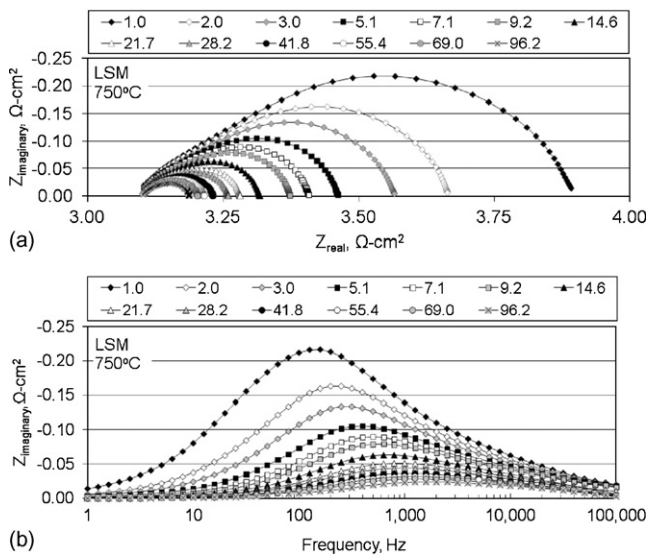 1.0 2.0 3.0 5.1 7.1 9.2 14.6
21.7 28.2 41.8 55.4 69.0 96.2
-0.25
-0.20
-0.15
-0.10
-0.05
0.00
Zimaginary, Ω-cm²
LSM
750ºC
3.00 3.25 3.50 3.75 4.00
(a)
Zreal, Ω-cm²
1.0 2.0 3.0 5.1 7.1 9.2 14.6
21.7 28.2 41.8 55.4 69.0 96.2
-0.25
-0.20
-0.15
-0.10
-0.05
0.00
Zimaginary, Ω-cm²
LSM
750ºC
1 10 100 1,000 10,000 100,000
(b)
Frequency, Hz